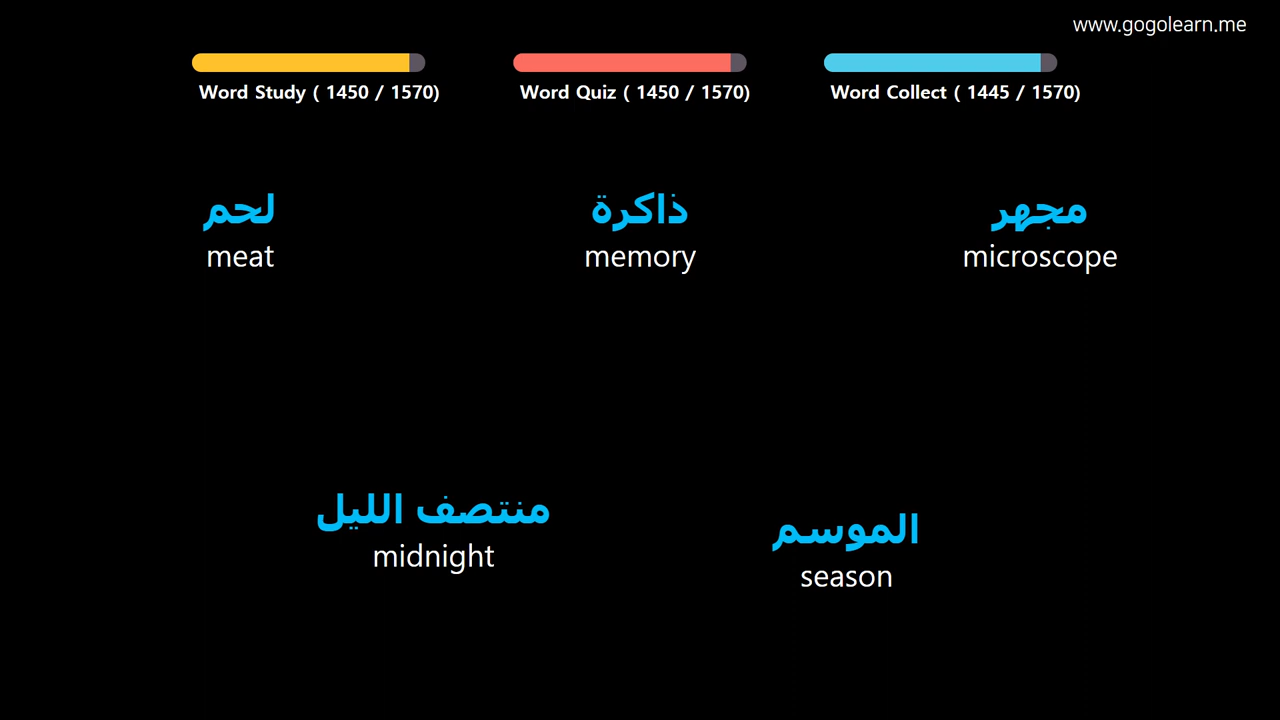 www.gogolearn.me
Word Study ( 1450 / 1570)
Word Quiz ( 1450 / 1570)
Word Collect ( 1445 / 1570)
لحم
meat
ذاكرة
memory
مجهر
microscope
منتصف الليل
midnight
الموسم
season